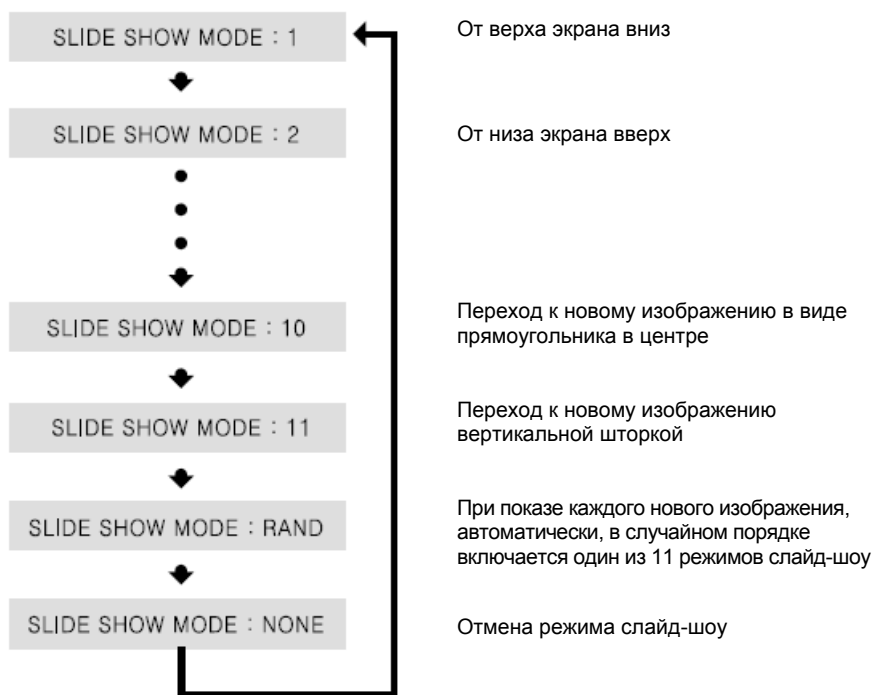 SLIDE SHOW MODE : 1
От верха экрана вниз
SLIDE SHOW MODE : 2
От низа экрана вверх
SLIDE SHOW MODE : 10
Переход к новому изображению в виде
прямоугольника в центре
SLIDE SHOW MODE : 11
Переход к новому изображению
вертикальной шторкой
SLIDE SHOW MODE : RAND
При показе каждого нового изображения,
автоматически, в случайном порядке
включается один из 11 режимов слайд-шоу
SLIDE SHOW MODE : NONE
Отмена режима слайд-шоу